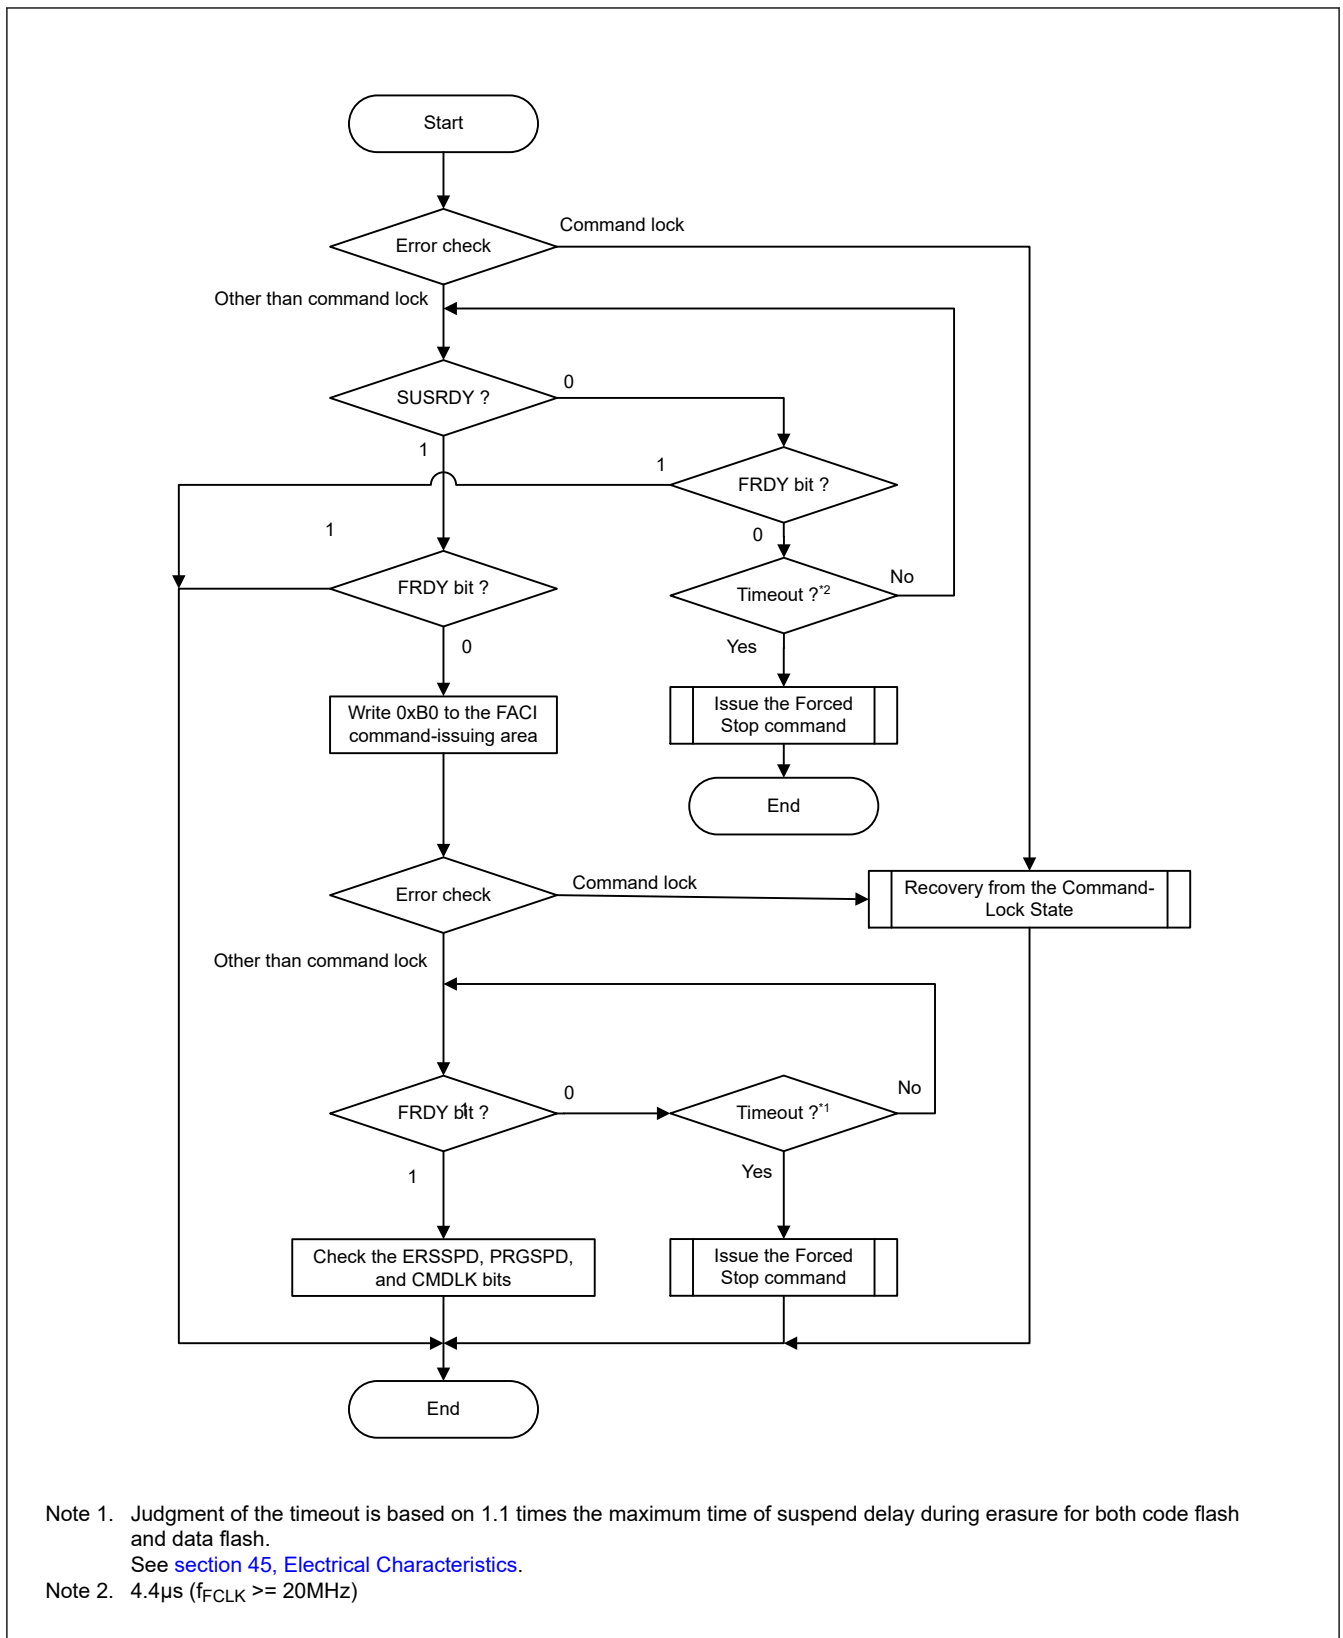 Start
Error check
Command lock
Other than command lock
SUSRDY ?
0
1
1
FRDY bit ?
1
0
FRDY bit ?
Timeout ?*2
No
0
Yes
Write 0xB0 to the FACI
command-issuing area
Issue the Forced
Stop command
End
Error check
Command lock
Recovery from the Command-
Lock State
Other than command lock
FRDY bit ?
1
0
Timeout ?*1
No
1
Yes
Check the ERSSPD, PRGSPD,
and CMDLK bits
Issue the Forced
Stop command
End
Note 1. Judgment of the timeout is based on 1.1 times the maximum time of suspend delay during erasure for both code flash
and data flash.
See section 45, Electrical Characteristics.
Note 2. 4.4µs (fFCLK >= 20MHz)